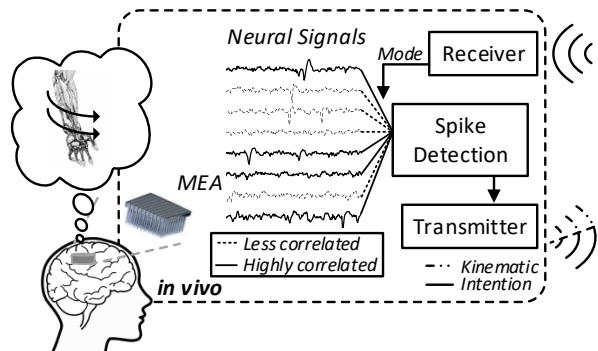 Neural Signals
Mode
Receiver
Spike
Detection
MEA
Transmitter
Less correlated
Highly correlated
Kinematic
Intention
in vivo